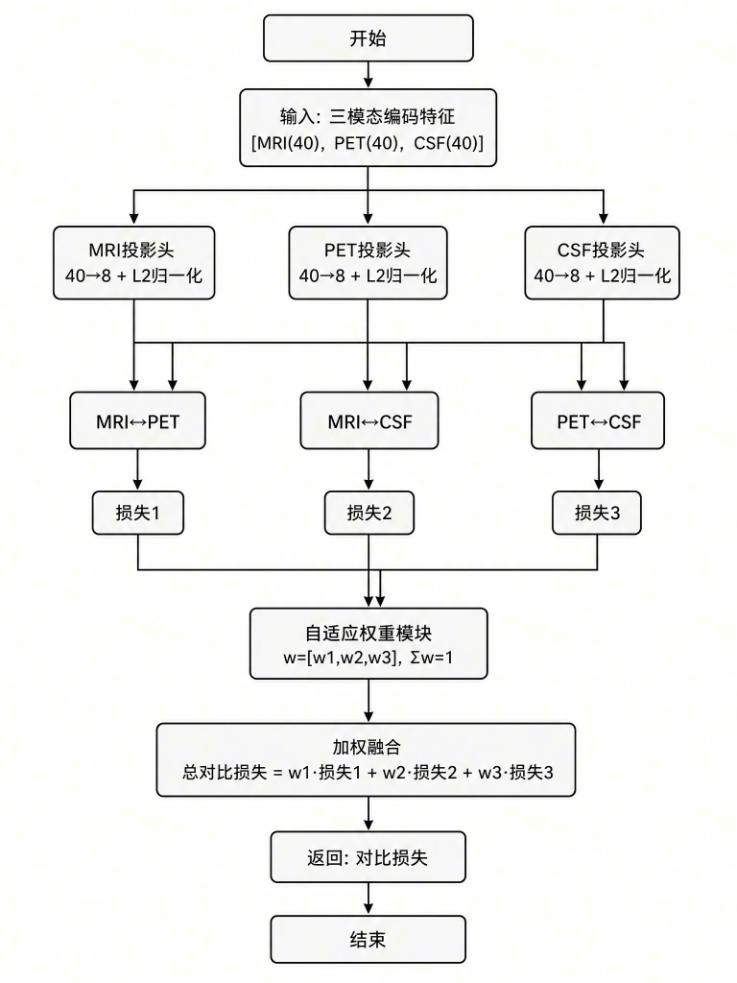 开始
输入: 三模态编码特征
[MRI(40), PET(40), CSF(40)]
MRI投影头
40→8 + L2归一化
PET投影头
40→8 + L2归一化
CSF投影头
40→8 + L2归一化
MRI↔PET
MRI↔CSF
PET↔CSF
损失1
损失2
损失3
自适应权重模块
w=[w1,w2,w3], Σw=1
加权融合
总对比损失 = w1·损失1 + w2·损失2 + w3·损失3
返回: 对比损失
结束